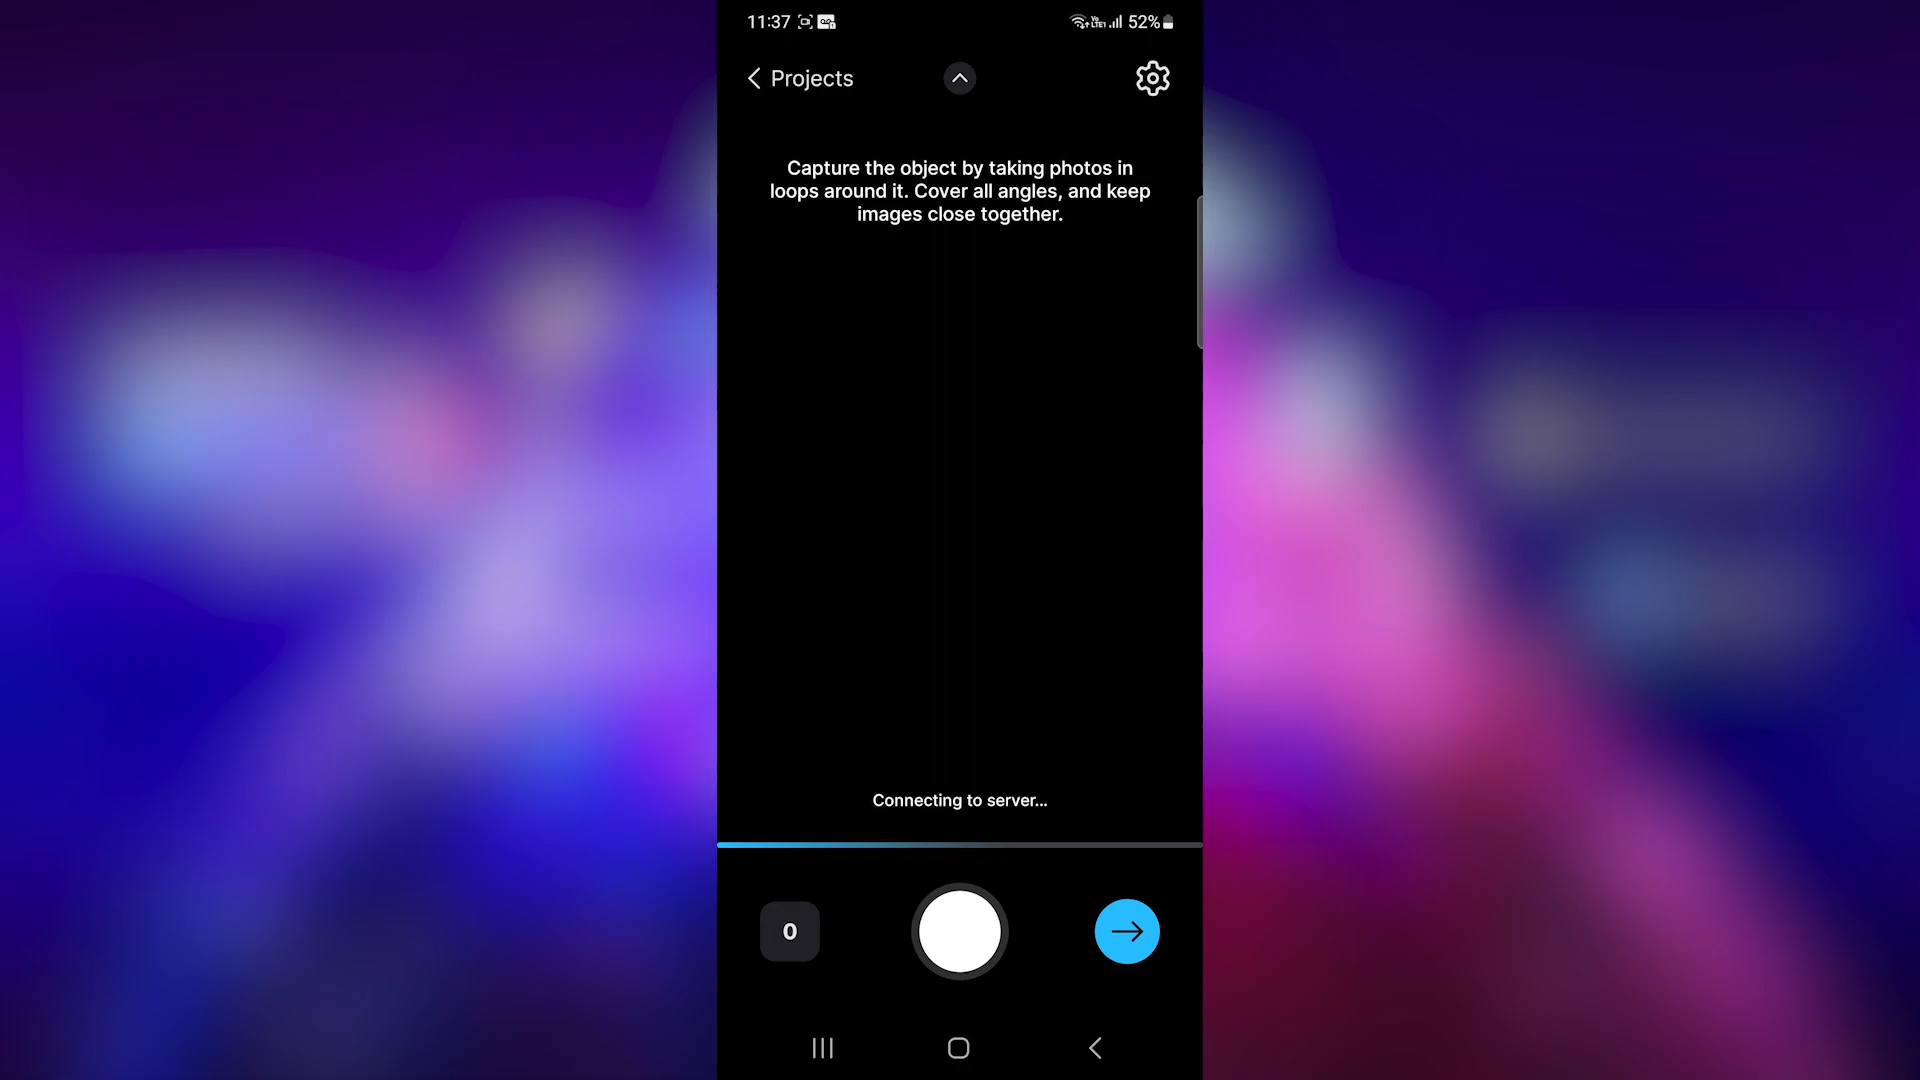 11:37 52%
Projects
Capture the object by taking photos in
loops around it. Cover all angles, and keep
images close together.
Connecting to server...
0